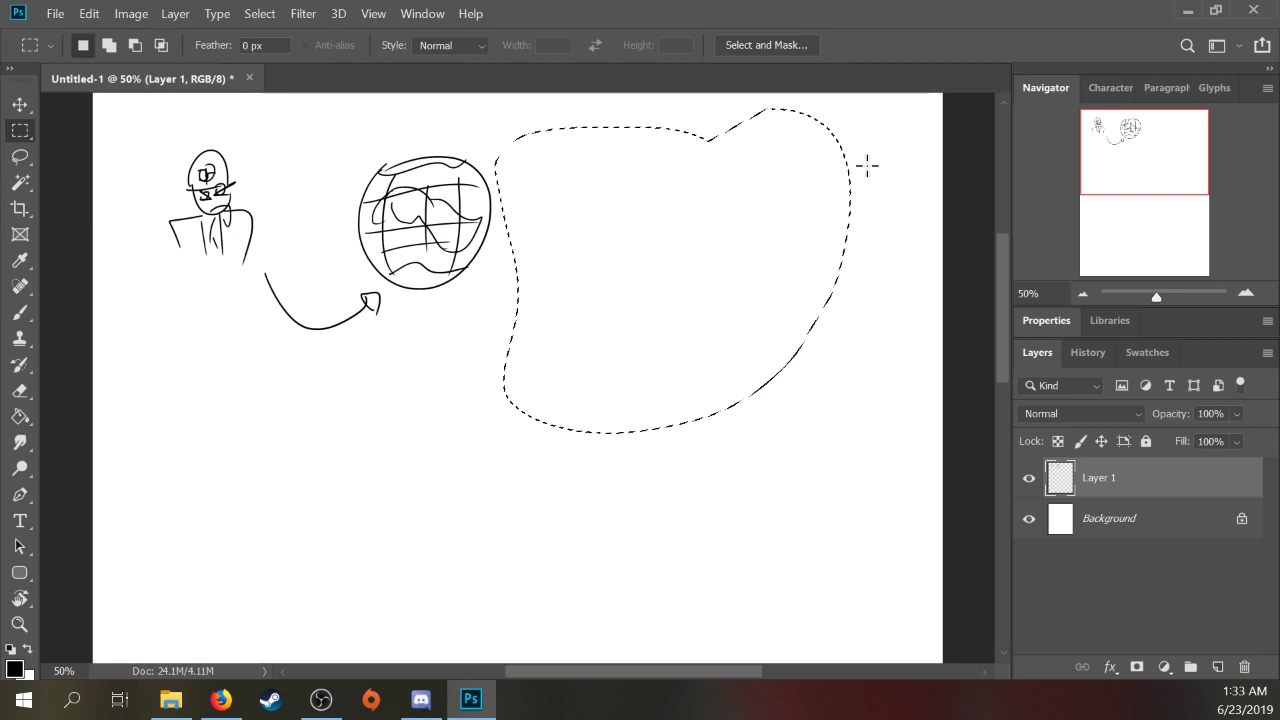 Ps File Edit Image Layer Type Select Filter 3D View Window Help
Feather: 0 px Anti-alias Style: Normal Width: Height: Select and Mask...
Untitled-1 @ 50% (Layer 1, RGB/8) *
Navigator Character Paragraph Glyphs
50%
Properties Libraries
Layers History Swatches
Kind
Normal Opacity: 100%
Lock: Fill: 100%
Layer 1
Background
50% Doc: 24.1M/4.11M
Ps
1:33 AM
6/23/2019